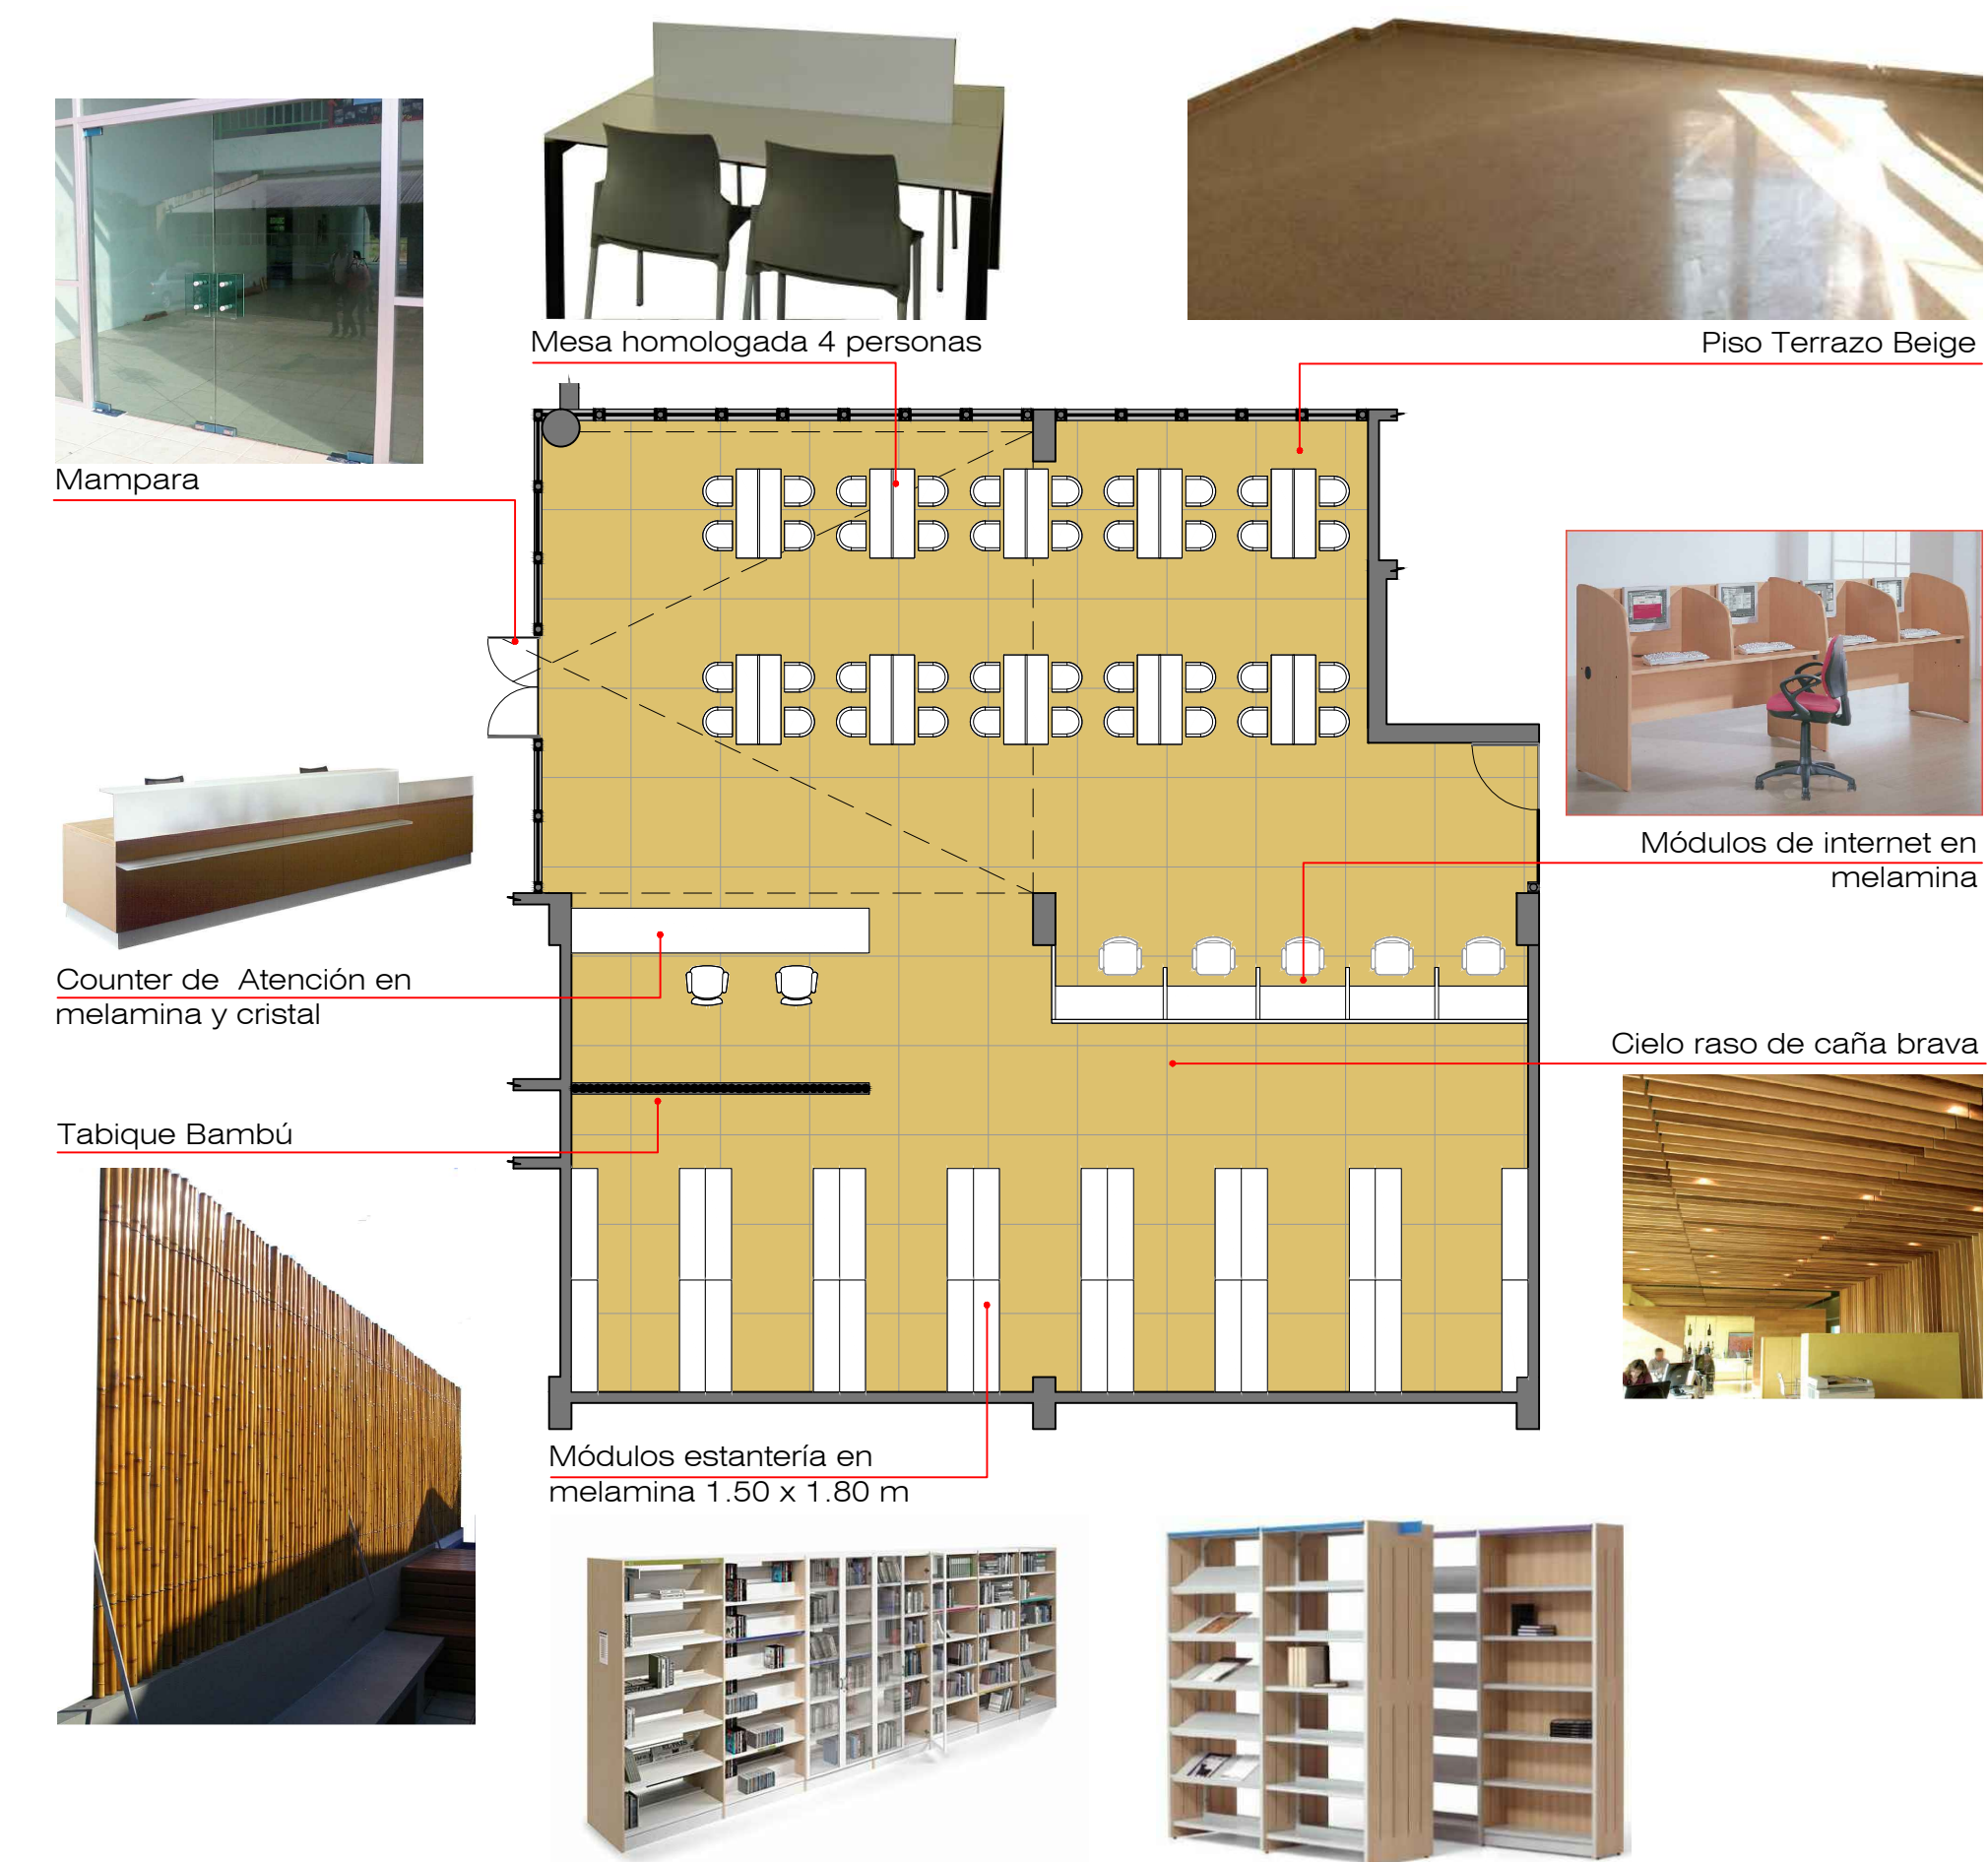 Mesa homologada 4 personas
Piso Terrazo Beige
Mampara
Módulos de internet en
melamina
Counter de  Atención en
melamina y cristal
Cielo raso de caña brava
Tabique Bambú
Módulos estantería en
melamina 1.50 x 1.80 m